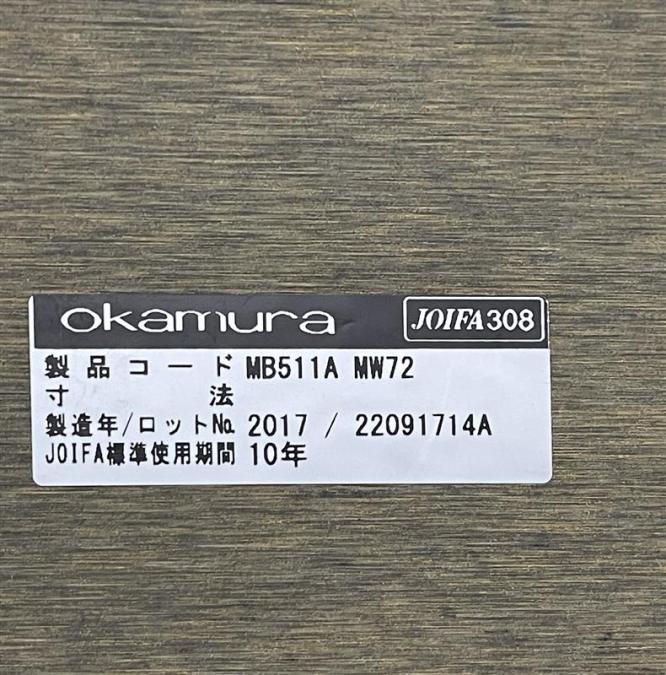 okamura JOIFA308
製品コード MB511A MW72
寸法
製造年/ロットNo. 2017 / 22091714A
JOIFA標準使用期間 10年